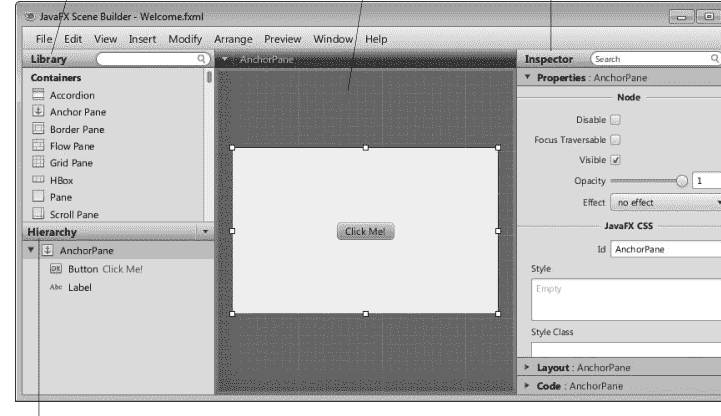 JavaFX Scene Builder - Welcome.fxml
File Edit View Insert Modify Arrange Preview Window Help
Library
Containers
Accordion
Anchor Pane
Border Pane
Flow Pane
Grid Pane
HBox
Pane
Scroll Pane
Hierarchy
AnchorPane
OK Button Click Me!
Abc Label
AnchorPane
Click Me!
Inspector Search
Properties : AnchorPane
Node
Disable
Focus Traversable
Visible
Opacity 1
Effect no effect
JavaFX CSS
Id AnchorPane
Style
Empty
Style Class
Layout : AnchorPane
Code : AnchorPane